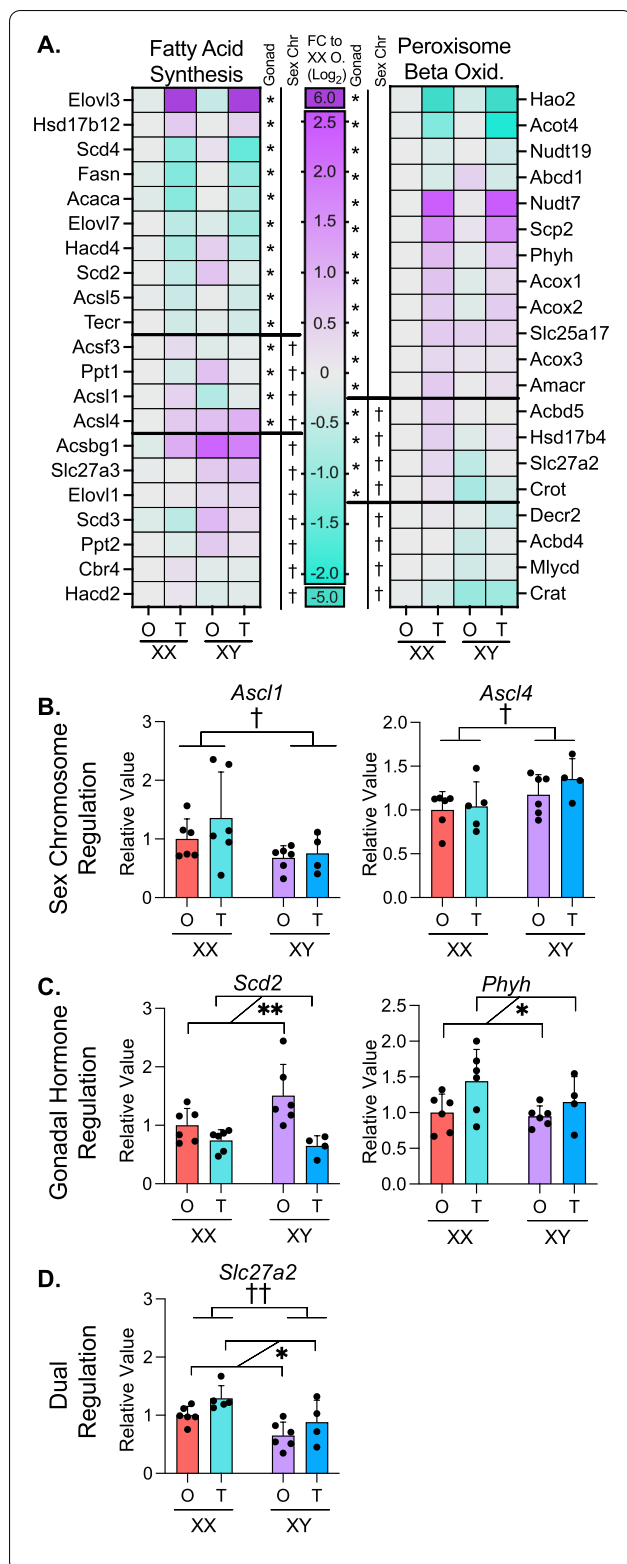 A.
Fatty Acid
Synthesis
Gonad
Sex Chr
FC to
XX O.
(Log2)
Sex Chr
Gonad
Peroxisome
Beta Oxid.
Elovl3 *
Hsd17b12 *
Scd4 *
Fasn *
Acaca *
Elovl7 *
Hacd4 *
Scd2 *
Acsl5 *
Tecr *
Acsf3 * †
Ppt1 * †
Acsl1 * †
Acsl4 * †
Acsbg1 †
Slc27a3 †
Elovl1 †
Scd3 †
Ppt2 †
Cbr4 †
Hacd2 †
O T O T
XX XY
6.0
2.5
2.0
1.5
1.0
0.5
0
-0.5
-1.0
-1.5
-2.0
-5.0
* Hao2
* Acot4
* Nudt19
* Abcd1
* Nudt7
* Scp2
* Phyh
* Acox1
* Acox2
* Slc25a17
* Acox3
* Amacr
* † Acbd5
* † Hsd17b4
* † Slc27a2
* † Crot
† Decr2
† Acbd4
† Mlycd
† Crat
O T O T
XX XY
B.
Sex Chromosome
Regulation
Ascl1
†
Relative Value
3
2
1
0
O T O T
XX XY
Ascl4
†
Relative Value
2.0
1.5
1.0
0.5
0.0
O T O T
XX XY
C.
Gonadal Hormone
Regulation
Scd2
**
Relative Value
3
2
1
0
O T O T
XX XY
Phyh
*
Relative Value
2.5
2.0
1.5
1.0
0.5
0.0
O T O T
XX XY
D.
Dual
Regulation
Slc27a2
††
*
Relative Value
3
2
1
0
O T O T
XX XY